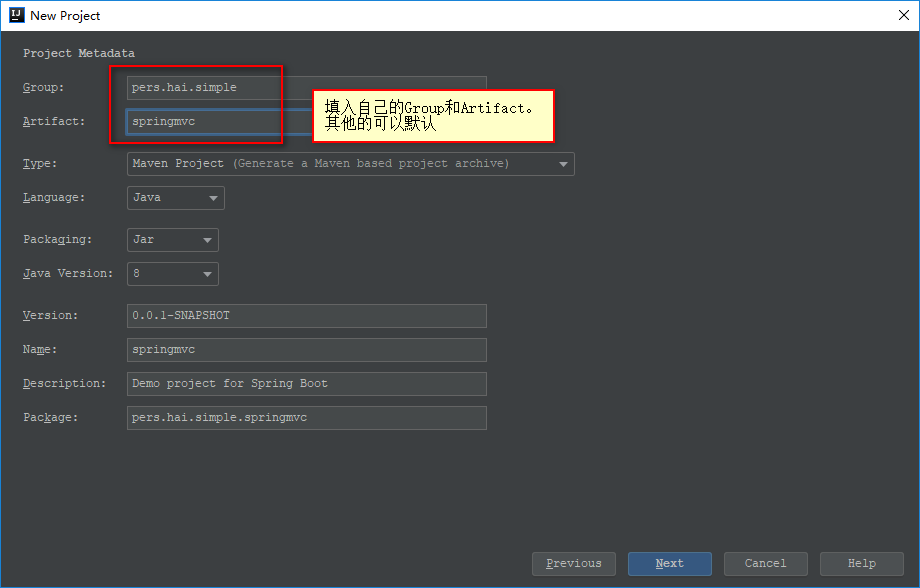 New Project
Project Metadata
Group: pers.hai.simple
Artifact: springmvc
填入自己的Group和Artifact。
其他的可以默认
Type: Maven Project (Generate a Maven based project archive)
Language: Java
Packaging: Jar
Java Version: 8
Version: 0.0.1-SNAPSHOT
Name: springmvc
Description: Demo project for Spring Boot
Package: pers.hai.simple.springmvc
Previous Next Cancel Help